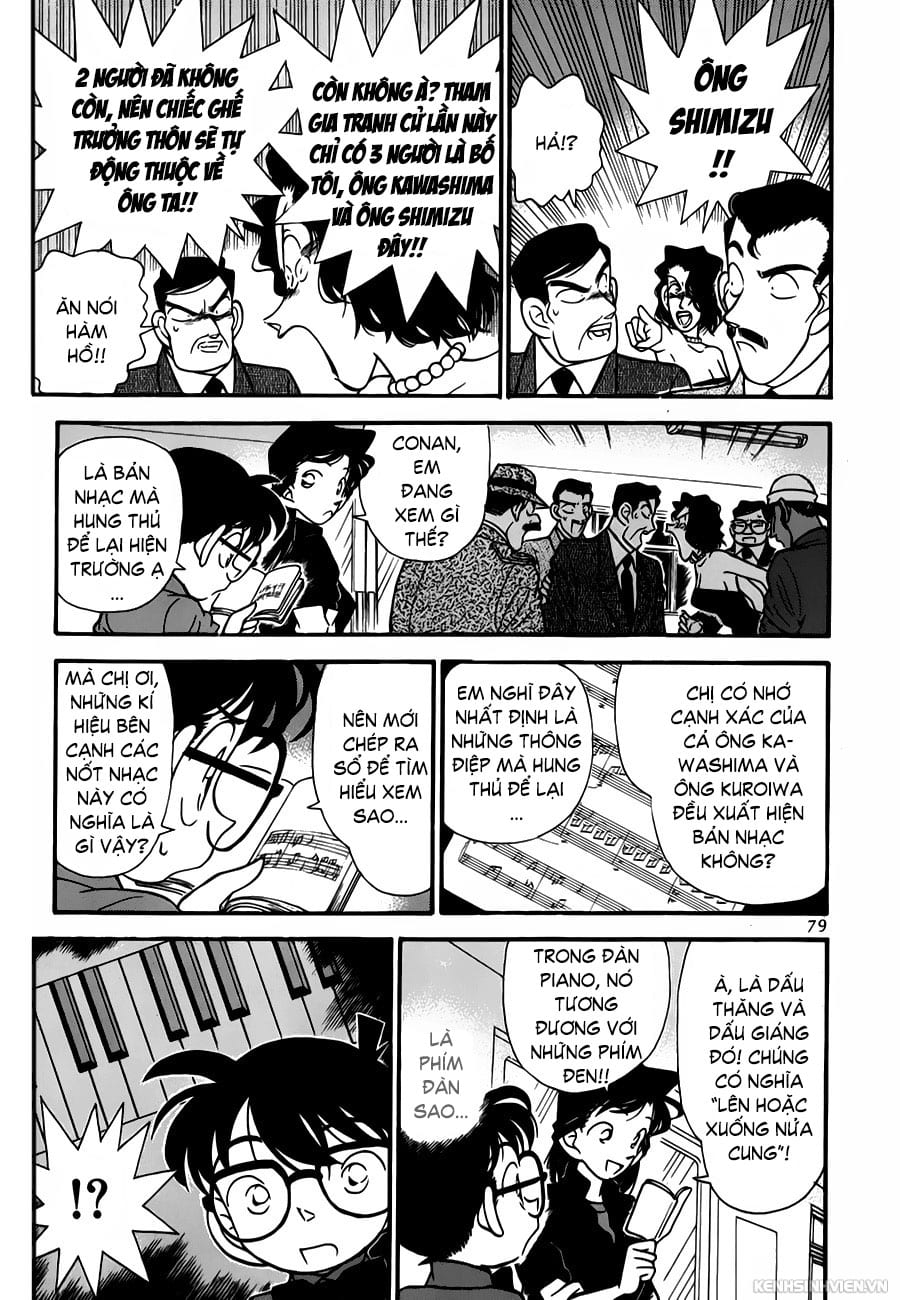 ÔNG
SHIMIZU
!!
HẢ!?
CÒN KHÔNG À? THAM
GIA TRANH CỬ LẦN NÀY
CHỈ CÓ 3 NGƯỜI LÀ BỐ
TÔI, ÔNG KAWASHIMA
VÀ ÔNG SHIMIZU
ĐÂY!!
2 NGƯỜI ĐÃ KHÔNG
CÒN, NÊN CHIẾC GHẾ
TRƯỞNG THÔN SẼ TỰ
ĐỘNG THUỘC VỀ
ÔNG TA!!
ĂN NÓI
HÀM
HỒ!!
CONAN,
EM
ĐANG
XEM GÌ
THẾ?
LÀ BẢN
NHẠC MÀ
HUNG THỦ
ĐỂ LẠI HIỆN
TRƯỜNG Ạ
...
CHỊ CÓ NHỚ
CẠNH XÁC CỦA
CẢ ÔNG KA-
WASHIMA VÀ
ÔNG KUROIWA
ĐỀU XUẤT HIỆN
BẢN NHẠC
KHÔNG?
EM NGHĨ ĐÂY
NHẤT ĐỊNH LÀ
NHỮNG THÔNG
ĐIỆP MÀ HUNG
THỦ ĐỂ LẠI
...
NÊN MỚI
CHÉP RA
SỔ ĐỂ TÌM
HIỂU XEM
SAO...
MÀ CHỊ ƠI,
NHỮNG KÍ
HIỆU BÊN
CẠNH CÁC
NỐT NHẠC
NÀY CÓ
NGHĨA LÀ
GÌ VẬY?
79
À, LÀ DẤU
THĂNG VÀ
DẤU GIÁNG
ĐÓ! CHÚNG
CÓ NGHĨA
"LÊN HOẶC
XUỐNG NỬA
CUNG"!
TRONG ĐÀN
PIANO, NÓ
TƯƠNG
ĐƯƠNG VỚI
NHỮNG PHÍM
ĐEN!!
LÀ
PHÍM
ĐÀN
SAO...
!?
KENHSINHVIEN.VN